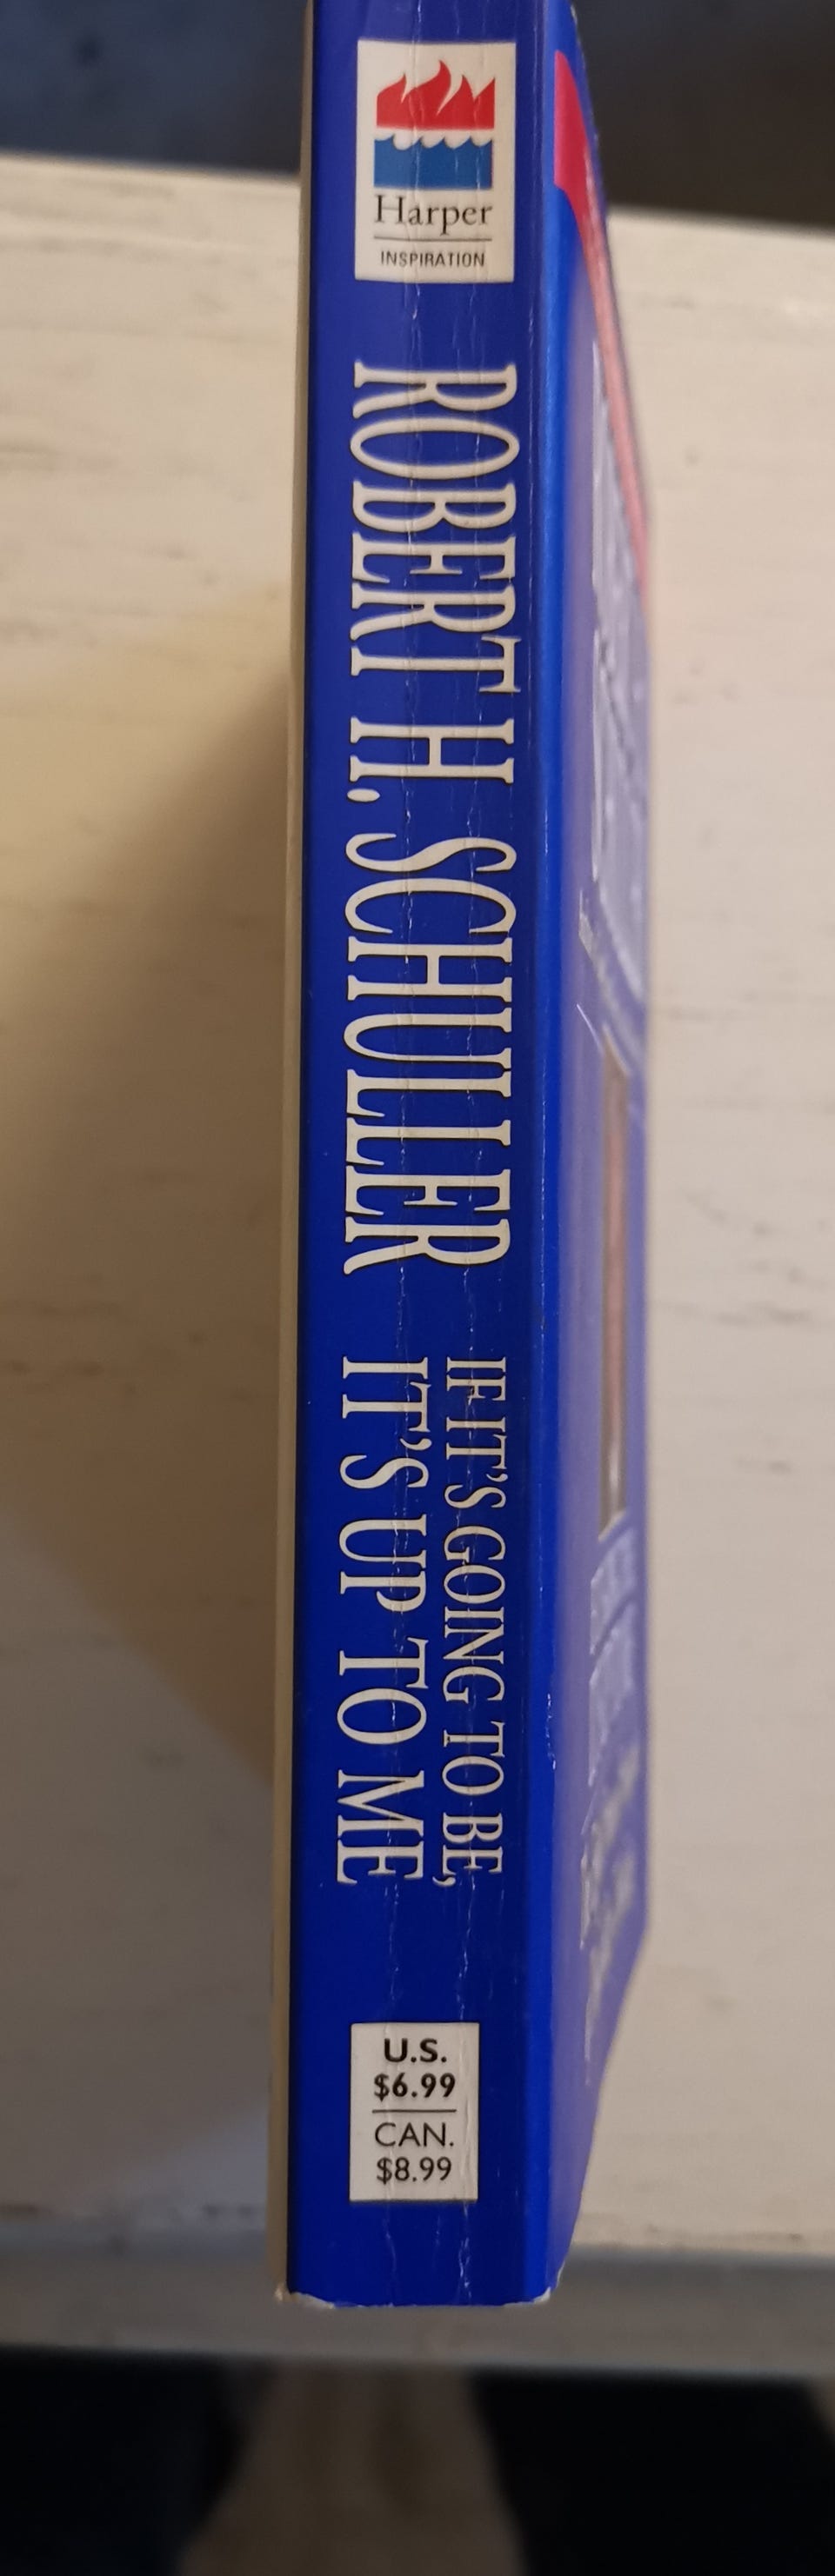 Harper
INSPIRATION
ROBERT H. SCHULLER
IF IT'S GOING TO BE,
IT'S UP TO ME
U.S.
$6.99
CAN.
$8.99